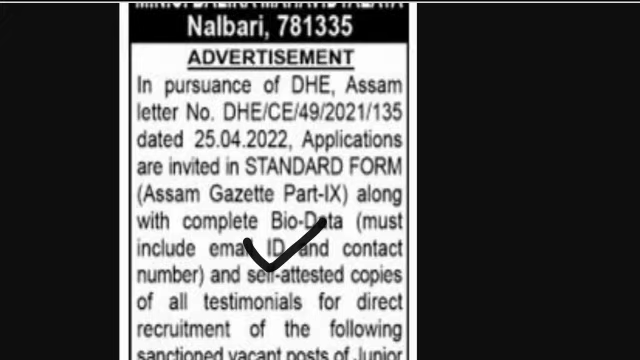 Nalbari, 781335
ADVERTISEMENT
In pursuance of DHE, Assam
letter No. DHE/CE/49/2021/135
dated 25.04.2022, Applications
are invited in STANDARD FORM
(Assam Gazette Part-IX) along
with complete Bio-Data (must
include email ID and contact
number) and self-attested copies
of all testimonials for direct
recruitment of the following
sanctioned vacant posts of Junior